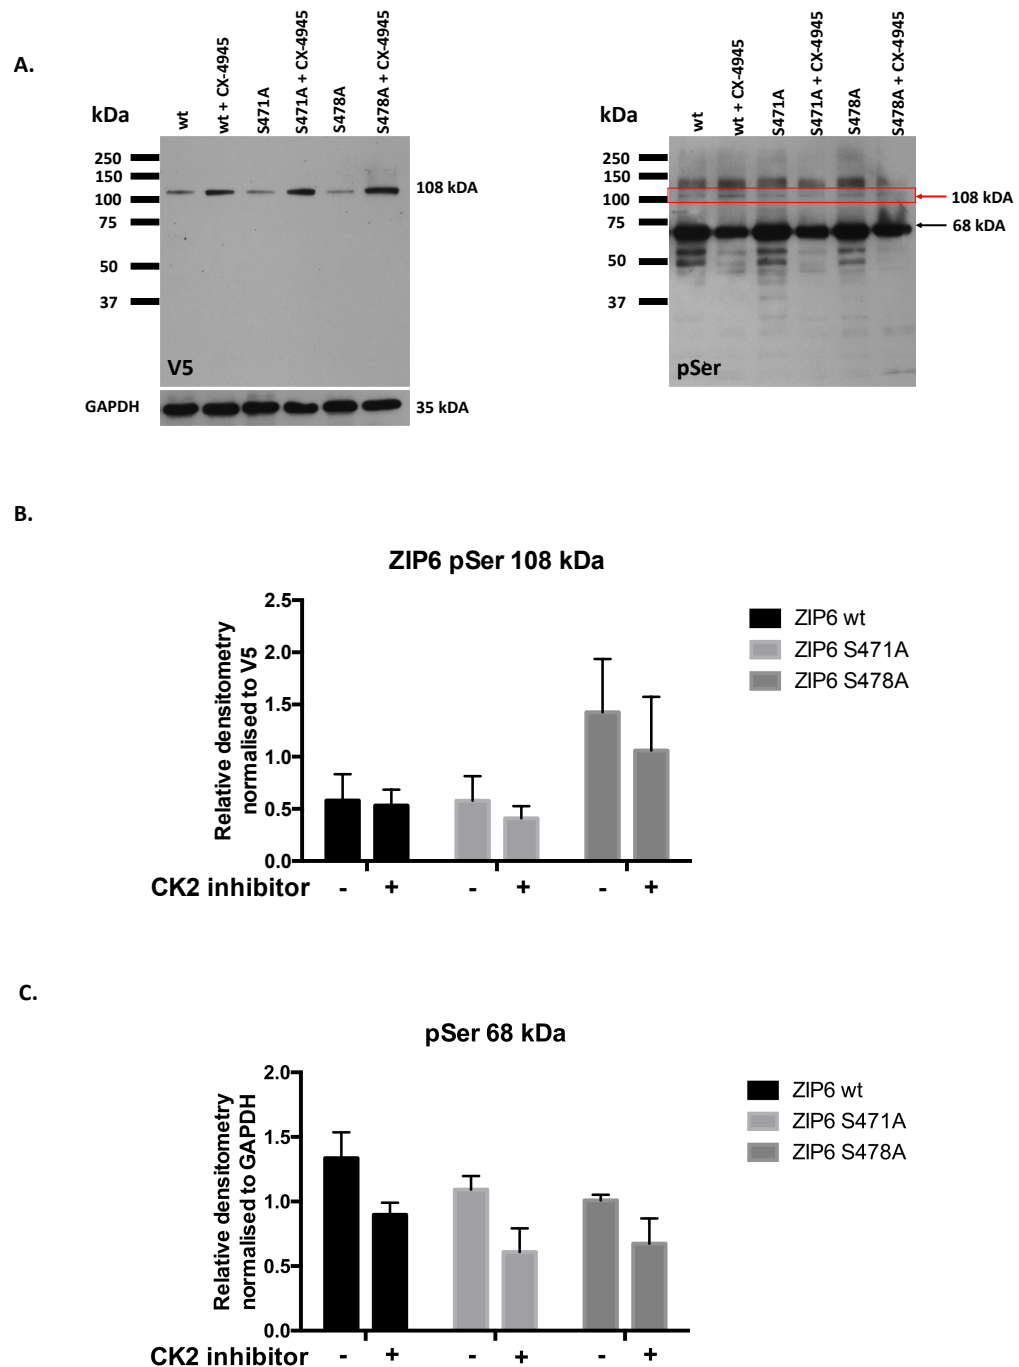 A.
kDa
wt
wt + CX-4945
S471A
S471A + CX-4945
S478A
S478A + CX-4945
250
150
100
75
50
37
108 kDA
V5
GAPDH
35 kDA
kDa
wt
wt + CX-4945
S471A
S471A + CX-4945
S478A
S478A + CX-4945
250
150
100
75
50
37
108 kDA
68 kDA
pSer
B.
ZIP6 pSer 108 kDa
Relative densitometry
normalised to V5
2.5
2.0
1.5
1.0
0.5
0.0
ZIP6 wt
ZIP6 S471A
ZIP6 S478A
CK2 inhibitor - + - + - +
C.
pSer 68 kDa
Relative densitometry
normalised to GAPDH
2.0
1.5
1.0
0.5
0.0
ZIP6 wt
ZIP6 S471A
ZIP6 S478A
CK2 inhibitor - + - + - +